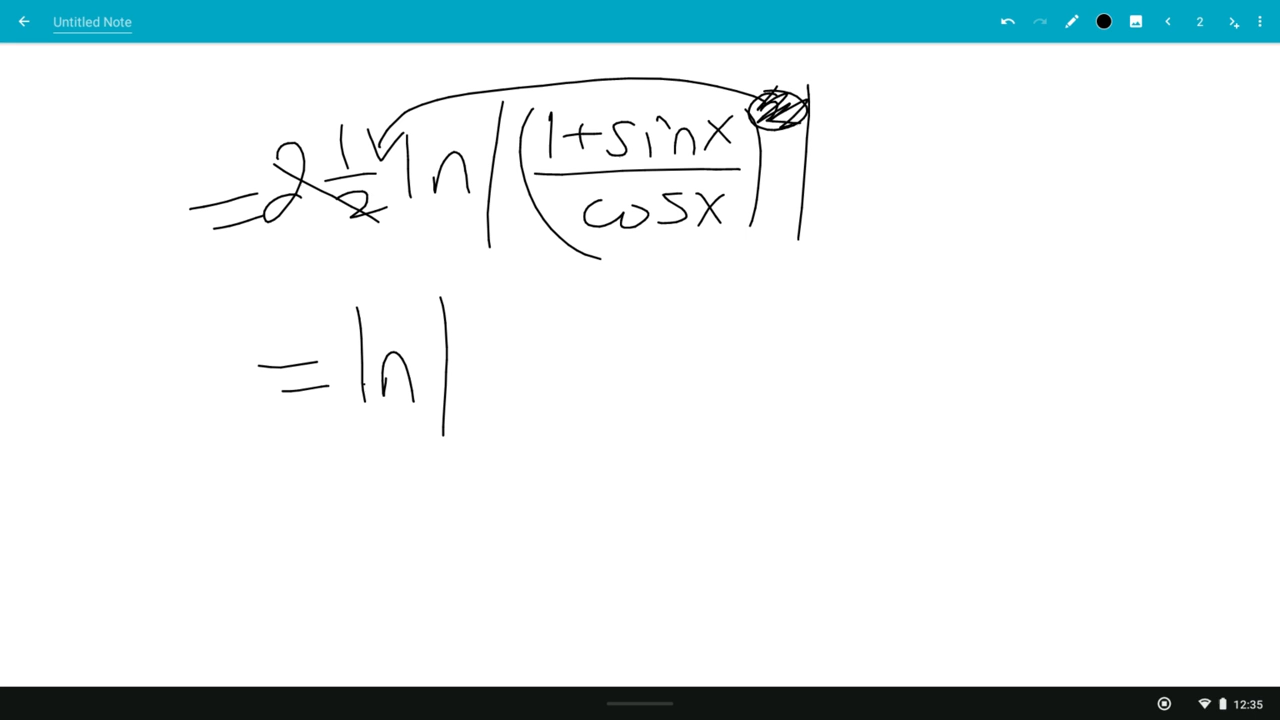 Untitled Note
2
= 2 1/2 ln |( 1+sinx / cosx )|
= ln |
12:35